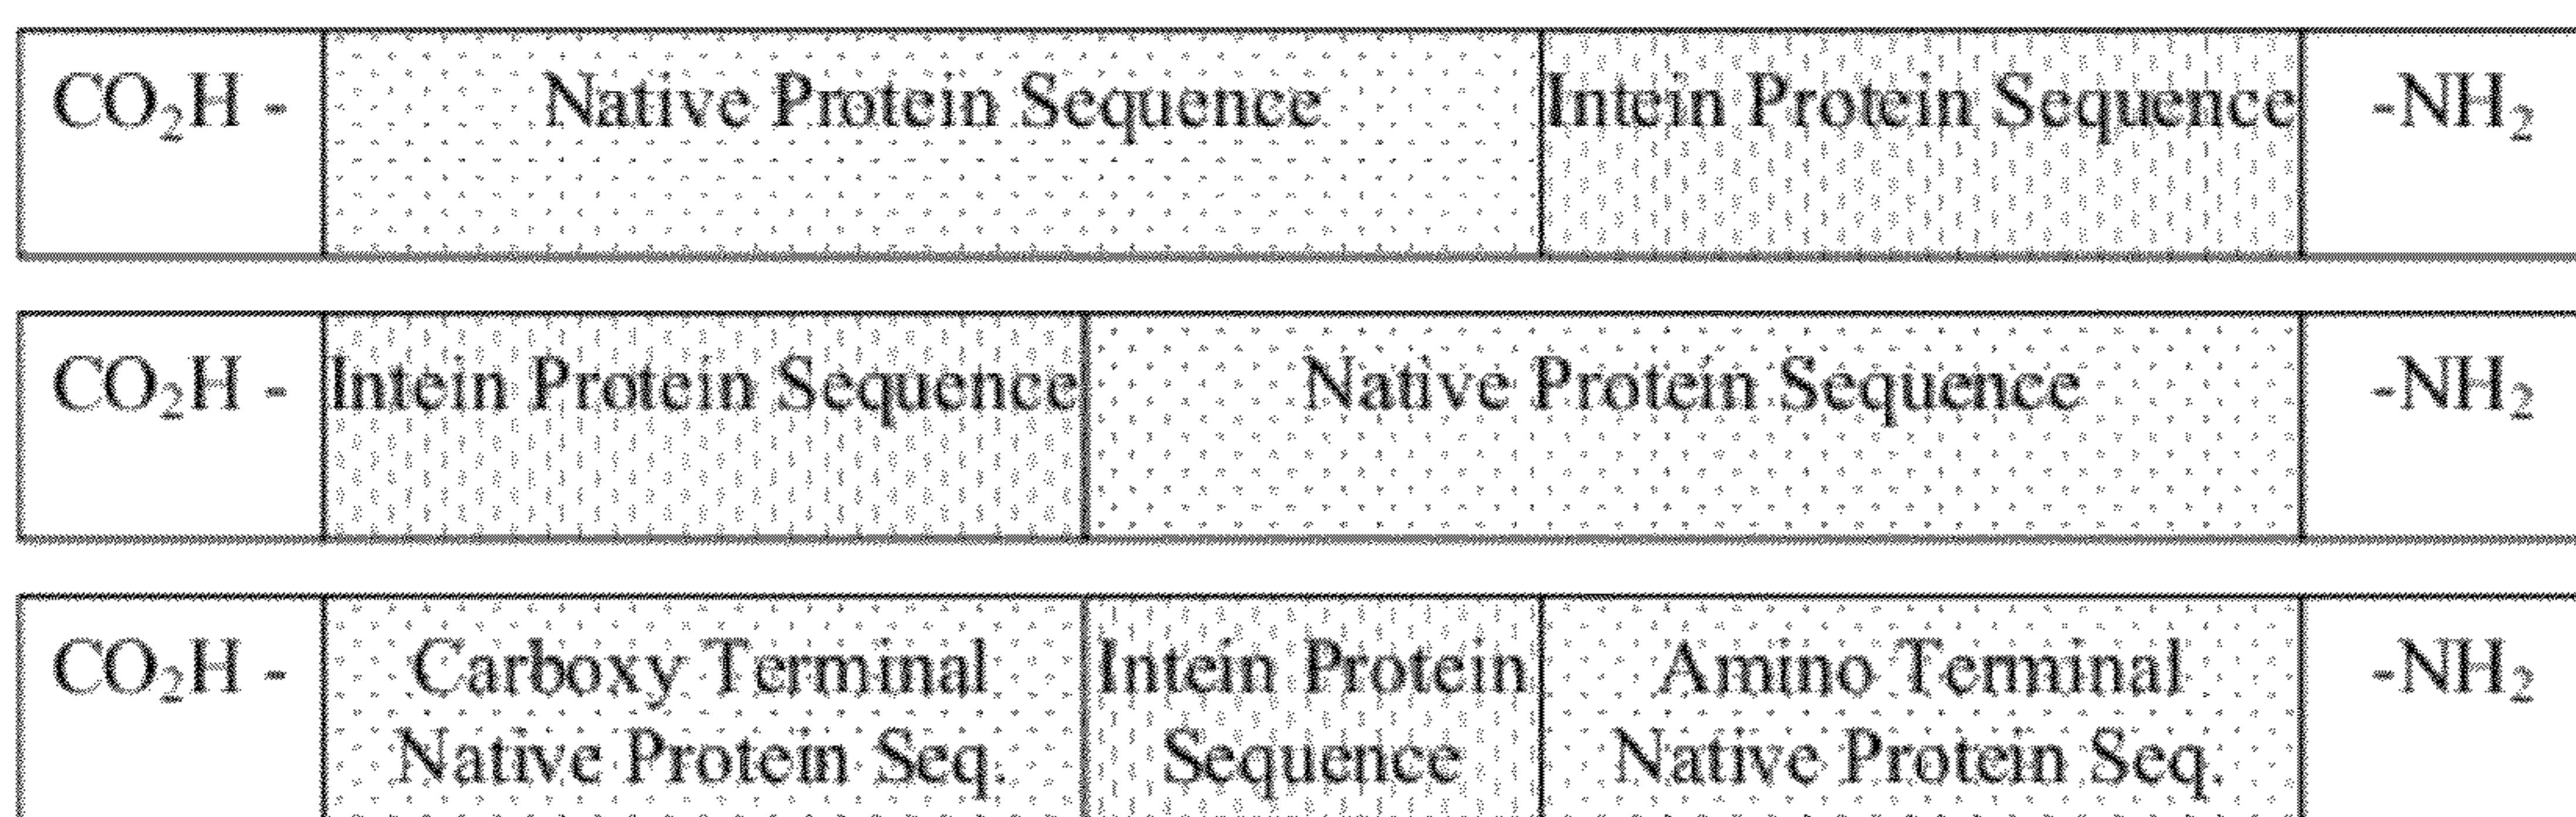 CO₂H - Native Protein Sequence Intein Protein Sequence -NH₂
CO₂H - Intein Protein Sequence Native Protein Sequence -NH₂
CO₂H - Carboxy Terminal Intein Protein Amino Terminal -NH₂
Native Protein Seq. Sequence Native Protein Seq.